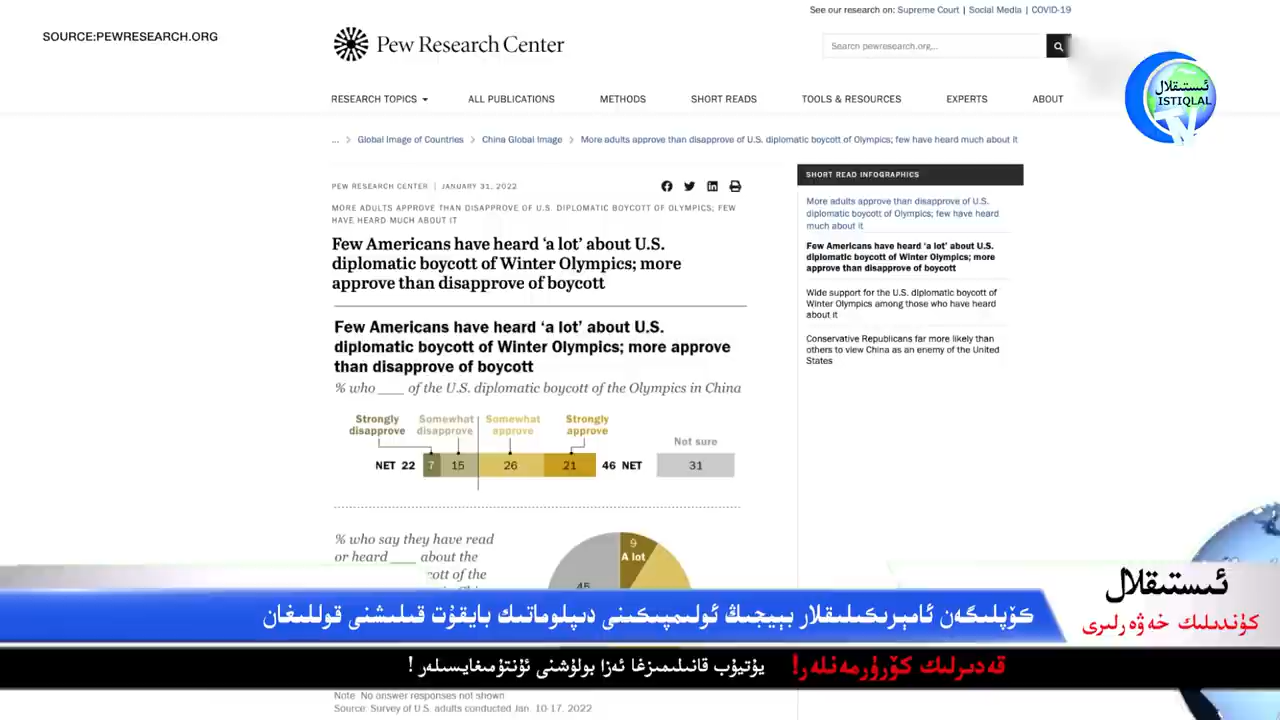 See our research on: Supreme Court | Social Media | COVID-19
SOURCE:PEWRESEARCH.ORG
Pew Research Center
Search pewresearch.org...
RESEARCH TOPICS ALL PUBLICATIONS METHODS SHORT READS TOOLS & RESOURCES EXPERTS ABOUT
ئىستىقلال
ISTIQLAL
TV
... > Global Image of Countries > China Global Image > More adults approve than disapprove of U.S. diplomatic boycott of Olympics; few have heard much about it
PEW RESEARCH CENTER | JANUARY 31, 2022
MORE ADULTS APPROVE THAN DISAPPROVE OF U.S. DIPLOMATIC BOYCOTT OF OLYMPICS; FEW
HAVE HEARD MUCH ABOUT IT
Few Americans have heard ‘a lot’ about U.S.
diplomatic boycott of Winter Olympics; more
approve than disapprove of boycott
Few Americans have heard ‘a lot’ about U.S.
diplomatic boycott of Winter Olympics; more approve
than disapprove of boycott
% who ___ of the U.S. diplomatic boycott of the Olympics in China
Strongly disapprove
Somewhat disapprove
Somewhat approve
Strongly approve
Not sure
NET 22 7 15 26 21 46 NET 31
% who say they have read
or heard ___ about the
cott of the
9
A lot
45
SHORT READ INFOGRAPHICS
More adults approve than disapprove of U.S.
diplomatic boycott of Olympics; few have heard
much about it
Few Americans have heard ‘a lot’ about U.S.
diplomatic boycott of Winter Olympics; more
approve than disapprove of boycott
Wide support for the U.S. diplomatic boycott of
Winter Olympics among those who have heard
about it
Conservative Republicans far more likely than
others to view China as an enemy of the United
States
ئىستىقلال
كۈندىلىك خەۋەرلىرى
كۆپلىگەن ئامېرىكىلىقلار بېيجىڭ ئولىمپىكىنى دىپلوماتىك بايقۇت قىلىشنى قوللىغان
قەدىرلىك كۆرۈرمەنلەر! يۇتيۇب قانىلىمىزغا ئەزا بولۇشنى ئۇنتۇمىغايسىلەر !
Note: No answer responses not shown
Source: Survey of U.S. adults conducted Jan. 10-17, 2022